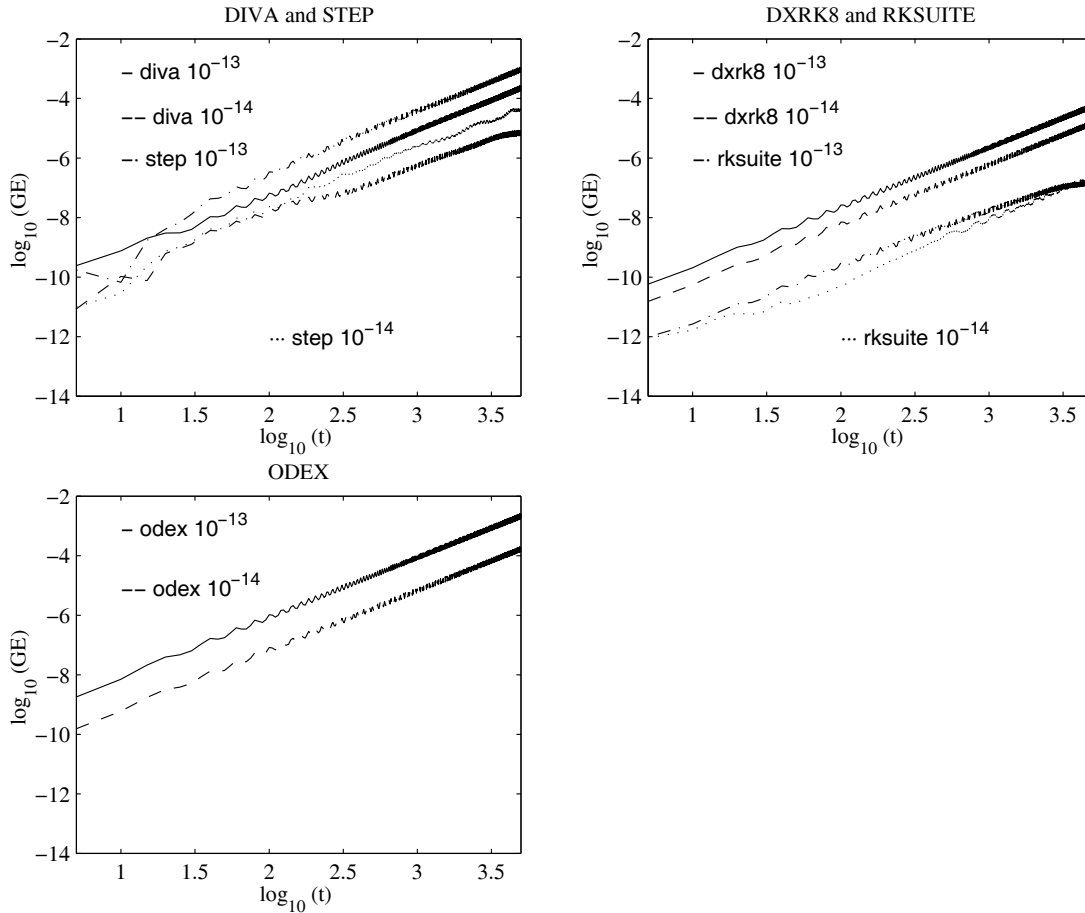 DIVA and STEP
−2
−4
−6
−8
−10
−12
−14
log10 (GE)
– diva 10−13
−− diva 10−14
−· step 10−13
··· step 10−14
1 1.5 2 2.5 3 3.5
log10 (t)
DXRK8 and RKSUITE
−2
−4
−6
−8
−10
−12
−14
log10 (GE)
– dxrk8 10−13
−− dxrk8 10−14
−· rksuite 10−13
··· rksuite 10−14
1 1.5 2 2.5 3 3.5
log10 (t)
ODEX
−2
−4
−6
−8
−10
−12
−14
log10 (GE)
– odex 10−13
−− odex 10−14
1 1.5 2 2.5 3 3.5
log10 (t)